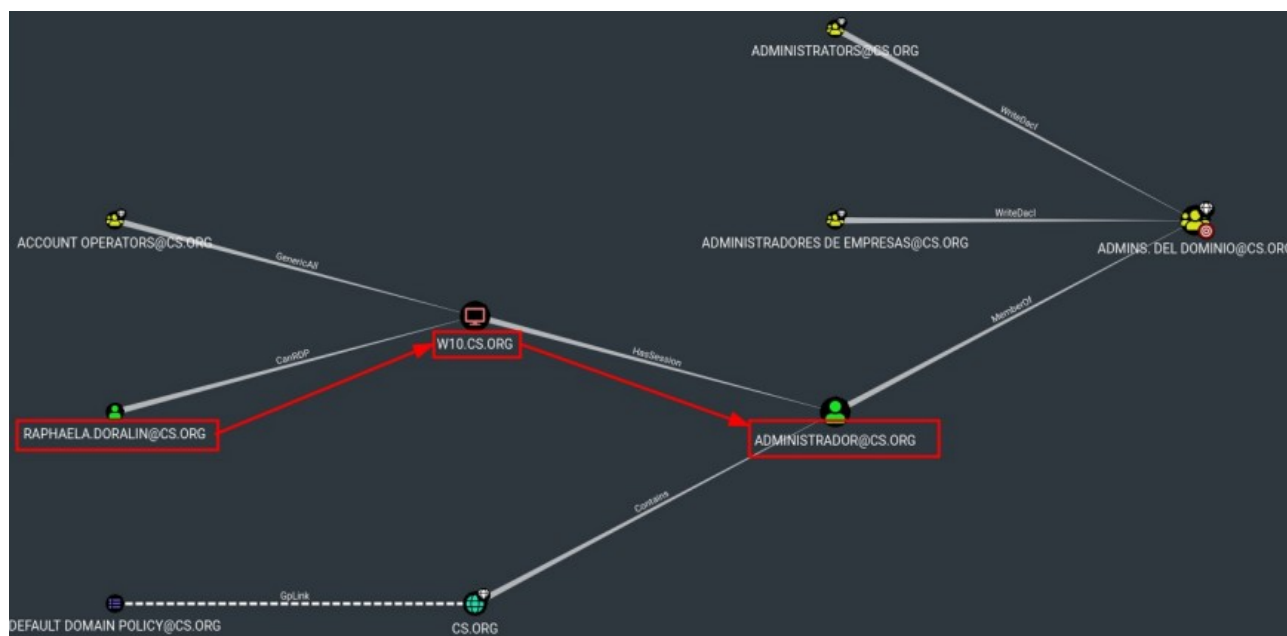 ADMINISTRATORS@CS.ORG
WriteDacl
ACCOUNT OPERATORS@CS.ORG
GenericAll
ADMINISTRADORES DE EMPRESAS@CS.ORG
WriteDacl
ADMINS. DEL DOMINIO@CS.ORG
MemberOf
W10.CS.ORG
HasSession
CanRDP
RAPHAELA.DORALIN@CS.ORG
ADMINISTRADOR@CS.ORG
Contains
GpLink
DEFAULT DOMAIN POLICY@CS.ORG
CS.ORG